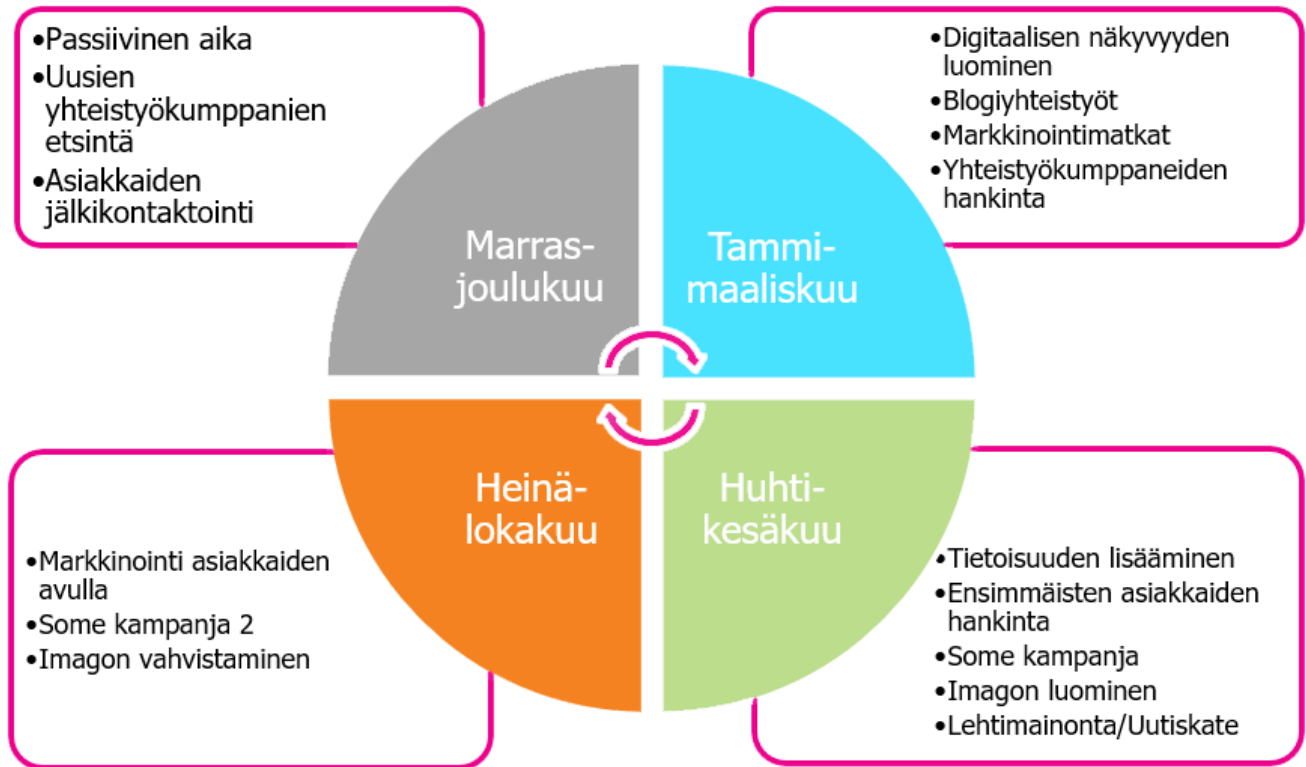 •Passiivinen aika
•Uusien
yhteistyökumppanien
etsintä
•Asiakkaiden
jälkikontaktointi
•Digitaalisen näkyvyyden
luominen
•Blogiyhteistyöt
•Markkinointimatkat
•Yhteistyökumppaneiden
hankinta
Marras-
joulukuu
Tammi-
maaliskuu
Heinä-
lokakuu
Huhti-
kesäkuu
•Markkinointi asiakkaiden
avulla
•Some kampanja 2
•Imagon vahvistaminen
•Tietoisuuden lisääminen
•Ensimmäisten asiakkaiden
hankinta
•Some kampanja
•Imagon luominen
•Lehtimainonta/Uutiskate